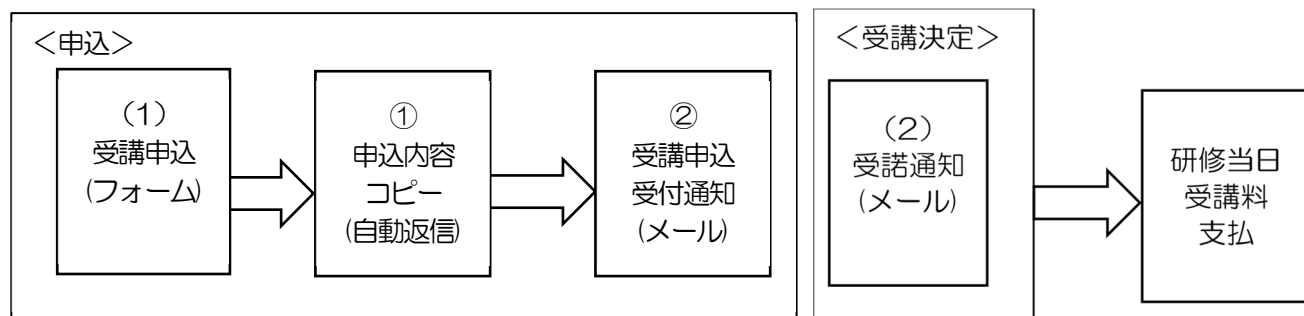 ＜申込＞
（1）
受講申込
(フォーム)
①
申込内容
コピー
(自動返信)
②
受講申込
受付通知
(メール)
＜受講決定＞
（2）
受諾通知
(メール)
研修当日
受講料
支払